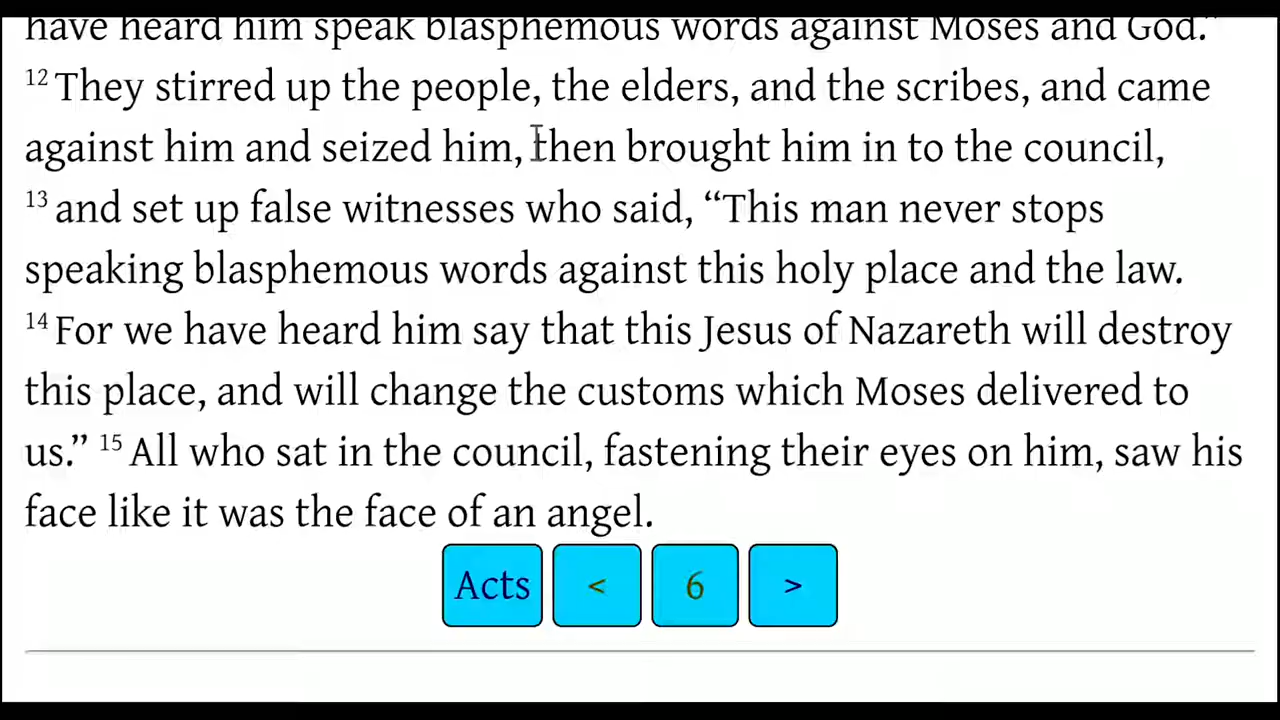 have heard him speak blasphemous words against Moses and God.”
12 They stirred up the people, the elders, and the scribes, and came
against him and seized him, then brought him in to the council,
13 and set up false witnesses who said, “This man never stops
speaking blasphemous words against this holy place and the law.
14 For we have heard him say that this Jesus of Nazareth will destroy
this place, and will change the customs which Moses delivered to
us.” 15 All who sat in the council, fastening their eyes on him, saw his
face like it was the face of an angel.
Acts < 6 >